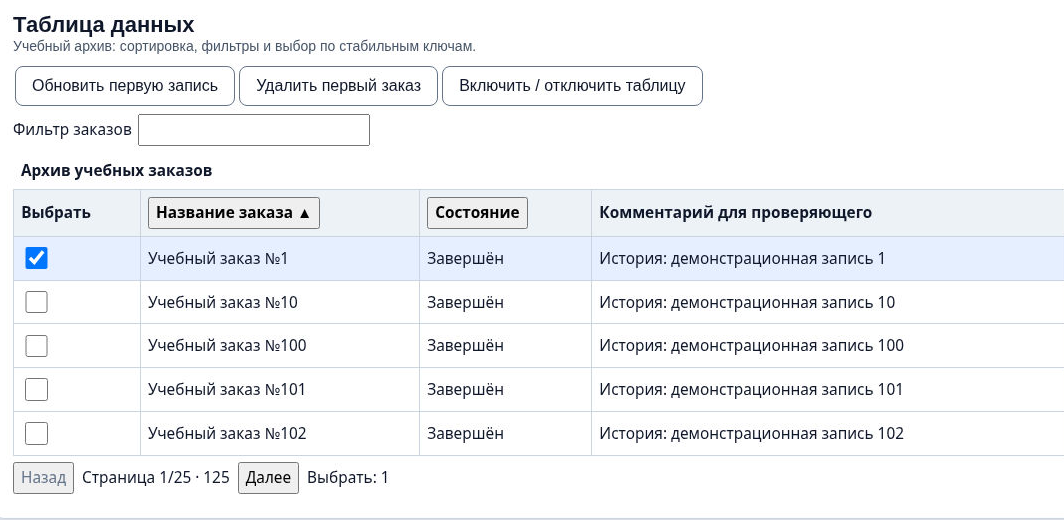 Таблица данных
Учебный архив: сортировка, фильтры и выбор по стабильным ключам.
Обновить первую запись Удалить первый заказ Включить / отключить таблицу
Фильтр заказов
Архив учебных заказов
Выбрать Название заказа ▲ Состояние Комментарий для проверяющего
Учебный заказ №1 Завершён История: демонстрационная запись 1
Учебный заказ №10 Завершён История: демонстрационная запись 10
Учебный заказ №100 Завершён История: демонстрационная запись 100
Учебный заказ №101 Завершён История: демонстрационная запись 101
Учебный заказ №102 Завершён История: демонстрационная запись 102
Назад Страница 1/25 · 125 Далее Выбрать: 1